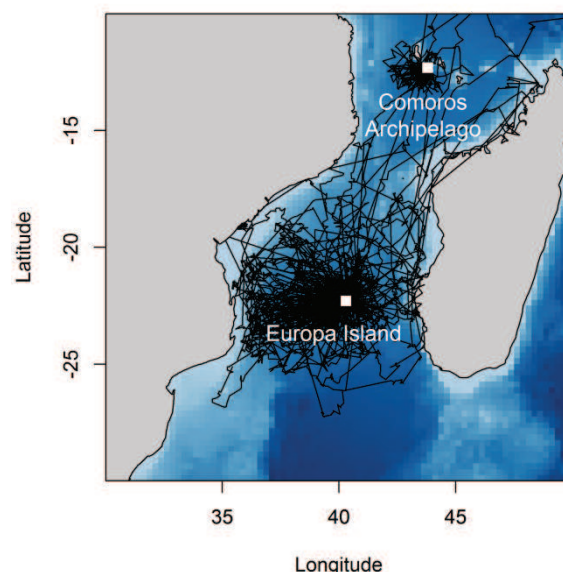 Comoros
Archipelago
-15
-20
Europa Island
-25
Latitude
35 40 45
Longitude